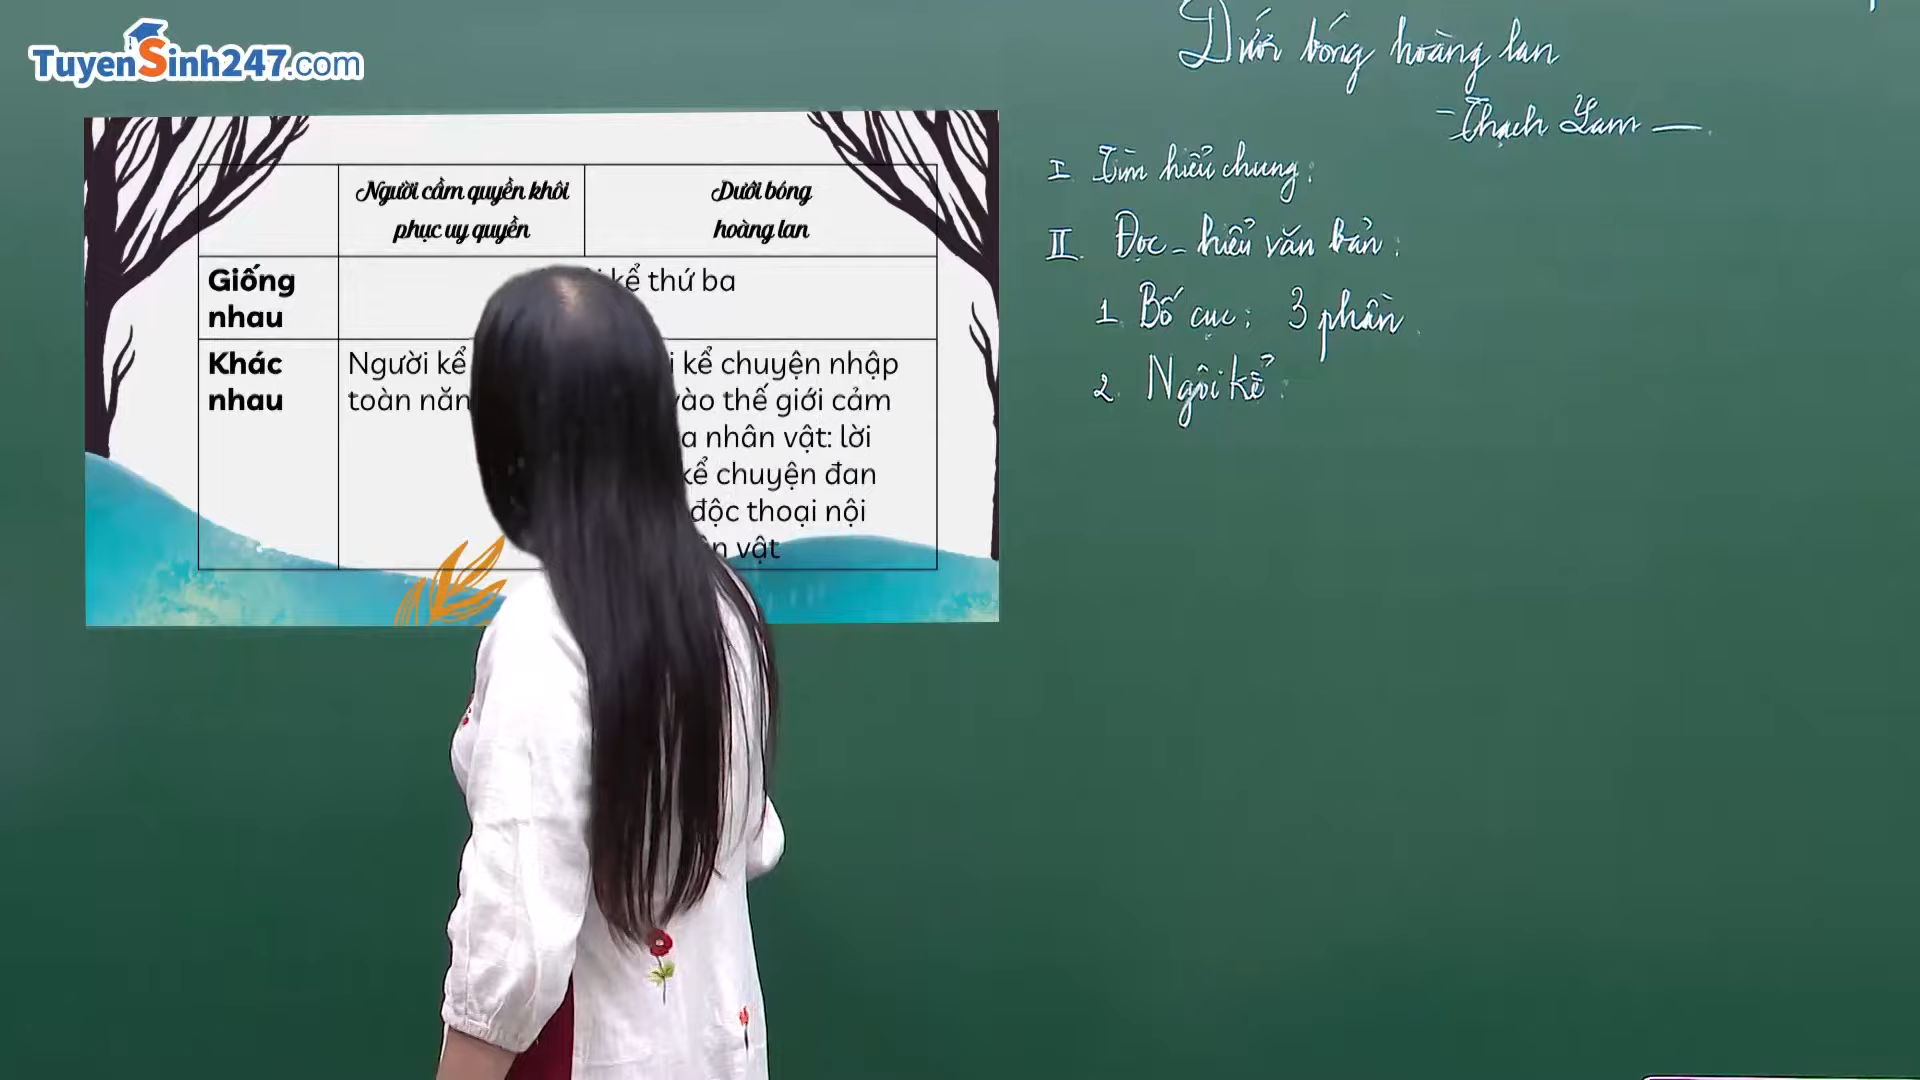 TuyenSinh247.com
Người cầm quyền khôi
phục uy quyền
Dưới bóng
hoàng lan
Giống
nhau
kể thứ ba
Khác
nhau
Người kể
toàn năn
kể chuyện nhập
vào thế giới cảm
a nhân vật: lời
kể chuyện đan
độc thoại nội
n vật
Dưới bóng hoàng lan
- Thạch Lam -
I. Tìm hiểu chung:
II. Đọc - hiểu văn bản:
1. Bố cục: 3 phần.
2. Ngôi kể: